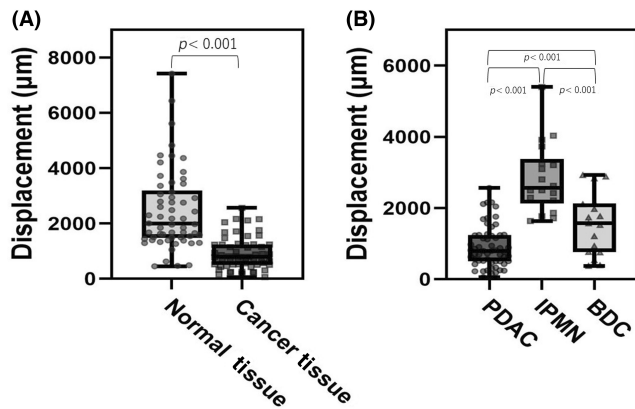 (A)
p< 0.001
Displacement (μm)
8000
6000
4000
2000
0
Normal tissue
Cancer tissue
(B)
p< 0.001
p< 0.001
p< 0.001
Displacement (μm)
6000
4000
2000
0
PDAC
IPMN
BDC